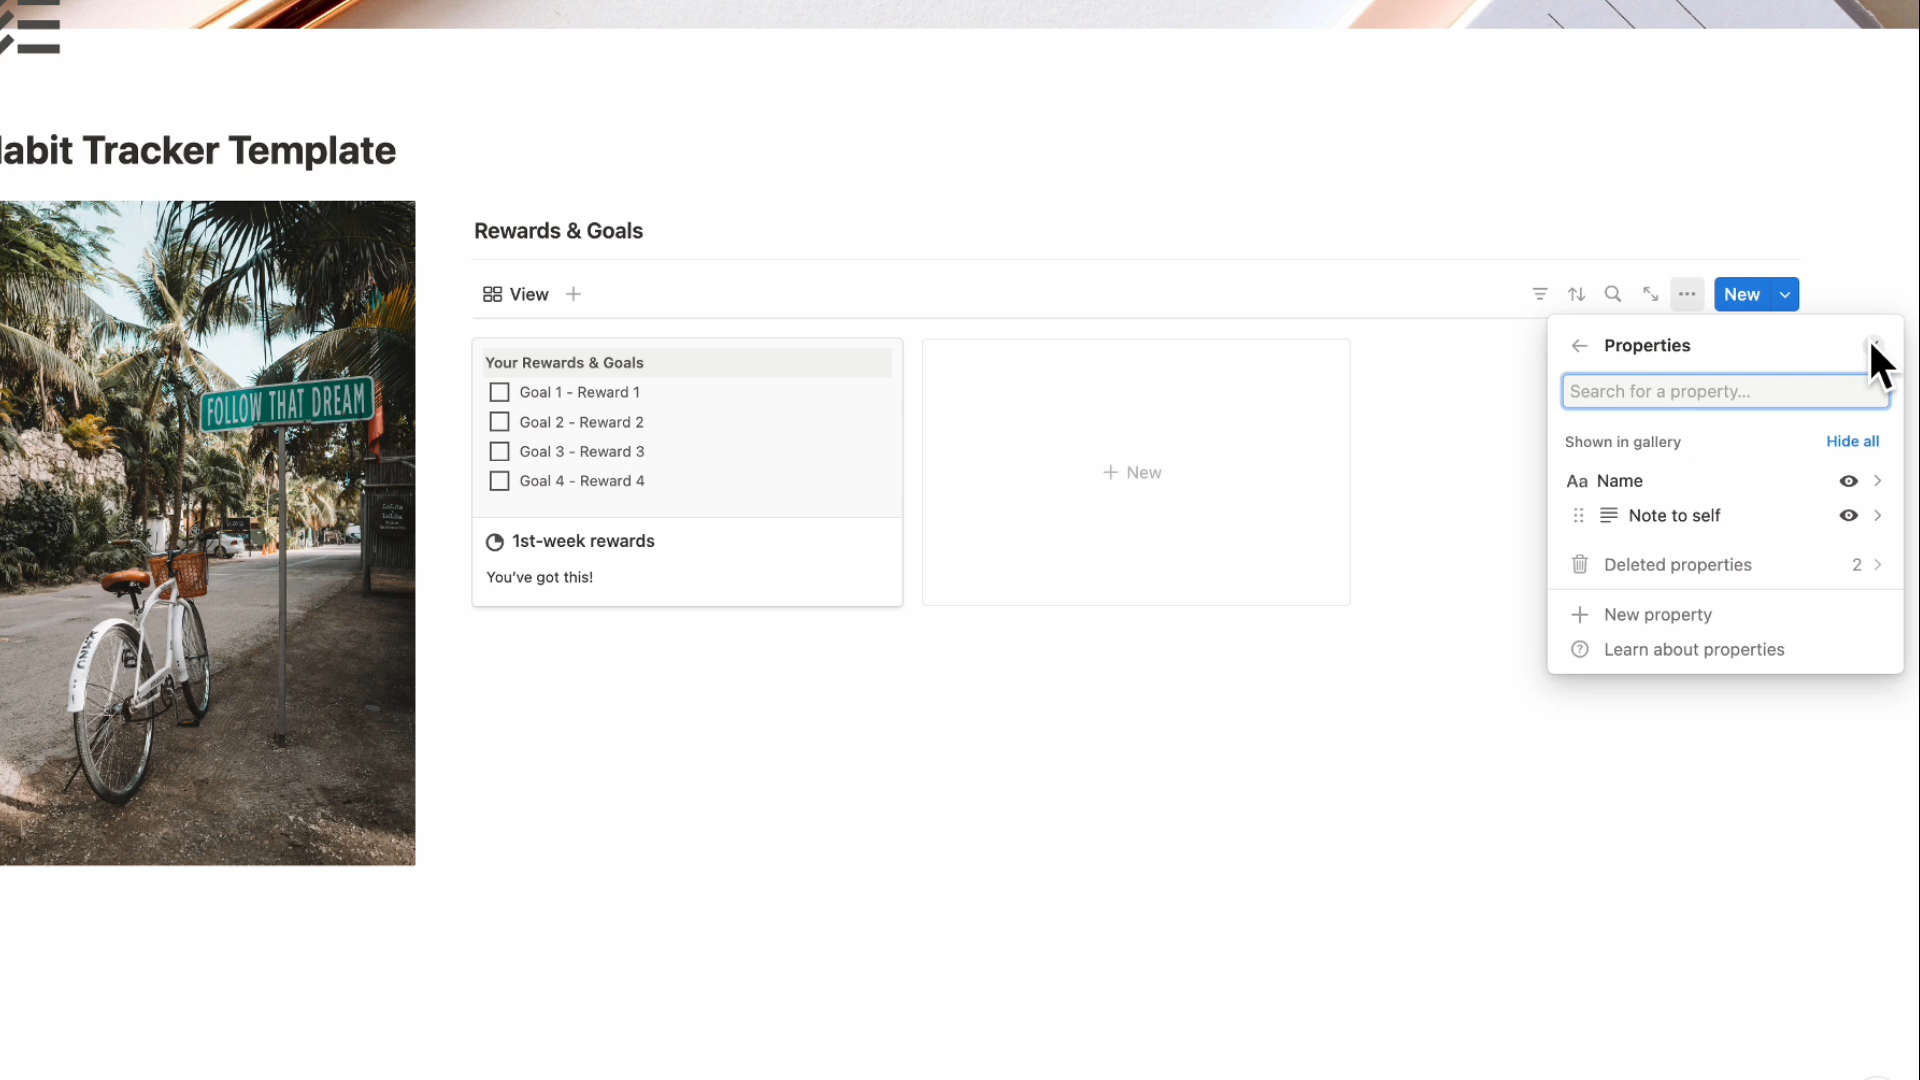 abit Tracker Template
FOLLOW THAT DREAM
Rewards & Goals
View
New
Your Rewards & Goals
Goal 1 - Reward 1
Goal 2 - Reward 2
Goal 3 - Reward 3
Goal 4 - Reward 4
1st-week rewards
You've got this!
+ New
Properties
Search for a property...
Shown in gallery Hide all
Aa Name
Note to self
Deleted properties 2
New property
Learn about properties